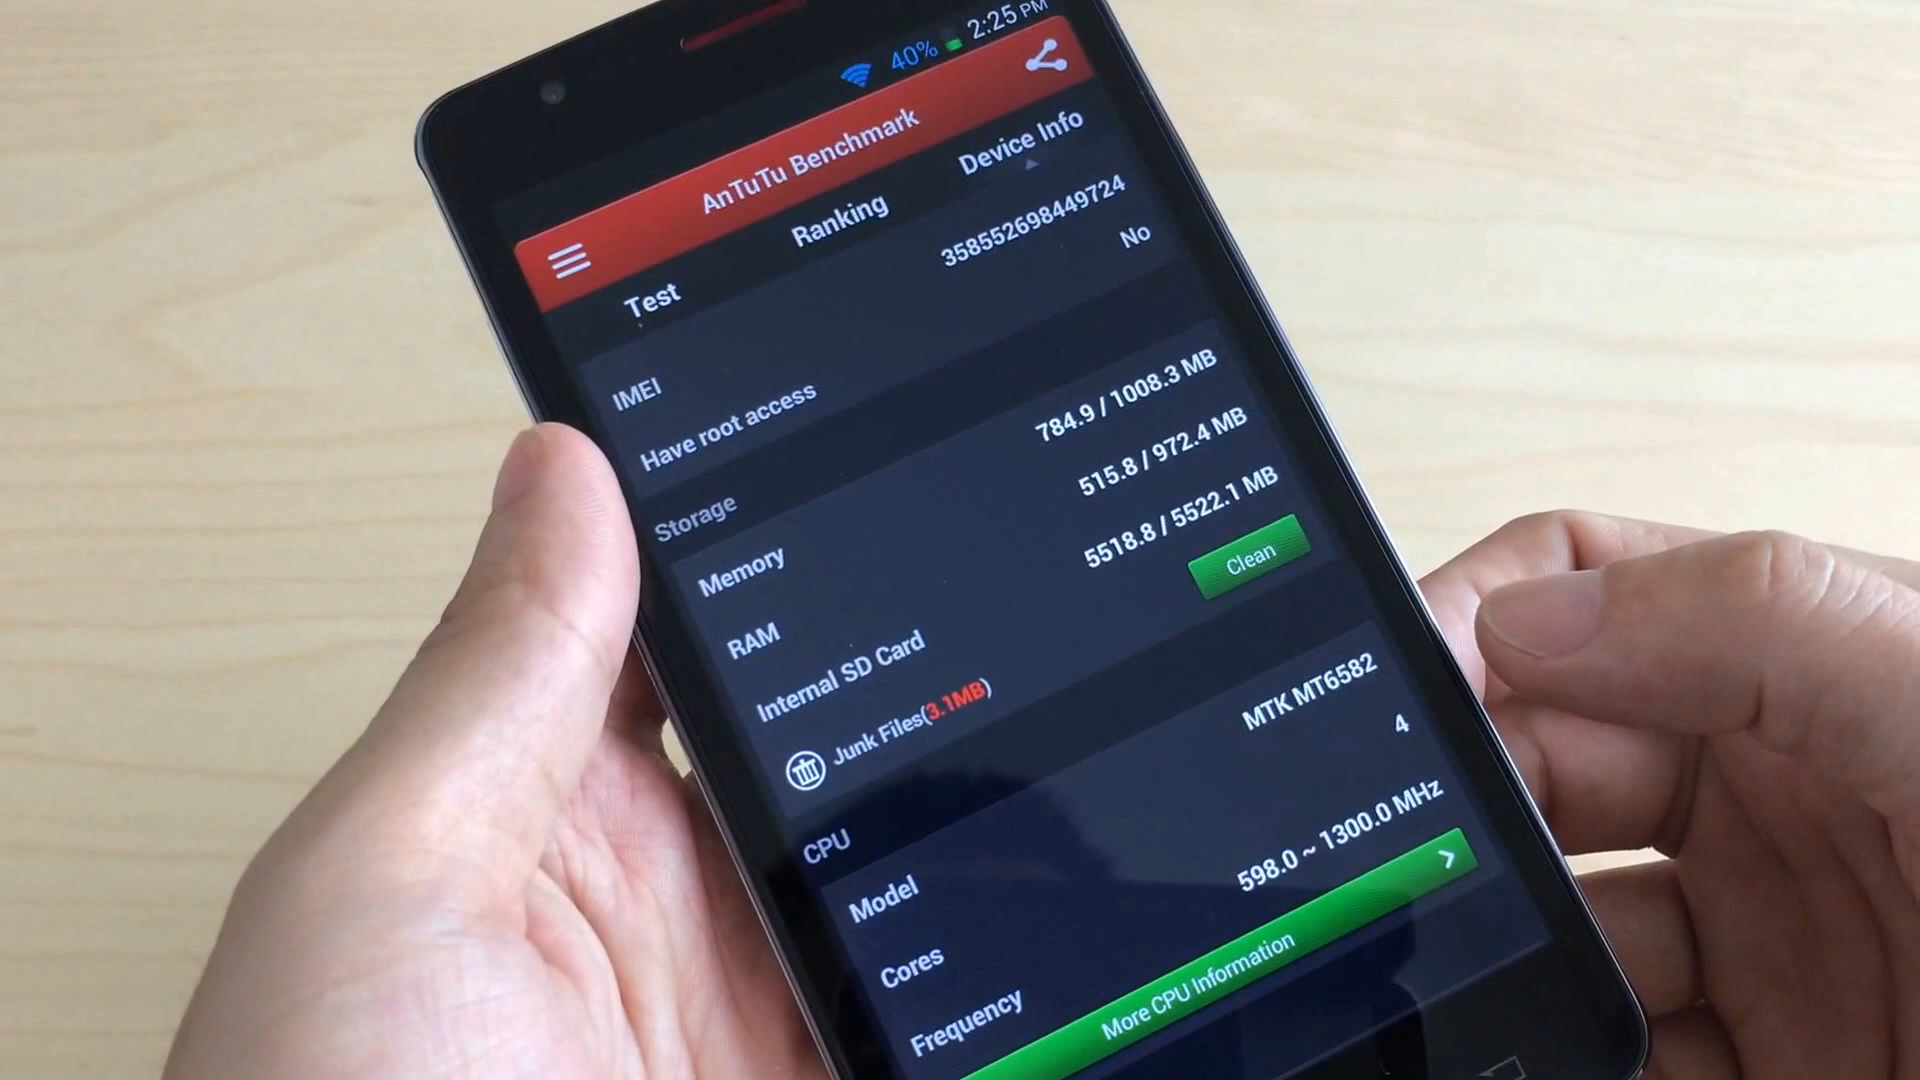 40% 2:25 PM
AnTuTu Benchmark
Test Ranking Device Info
IMEI 358552698449724
Have root access No
Storage
Memory 784.9 / 1008.3 MB
RAM 515.8 / 972.4 MB
Internal SD Card 5518.8 / 5522.1 MB
Junk Files(3.1MB) Clean
CPU
Model MTK MT6582
Cores 4
Frequency 598.0 ~ 1300.0 MHz
More CPU Information